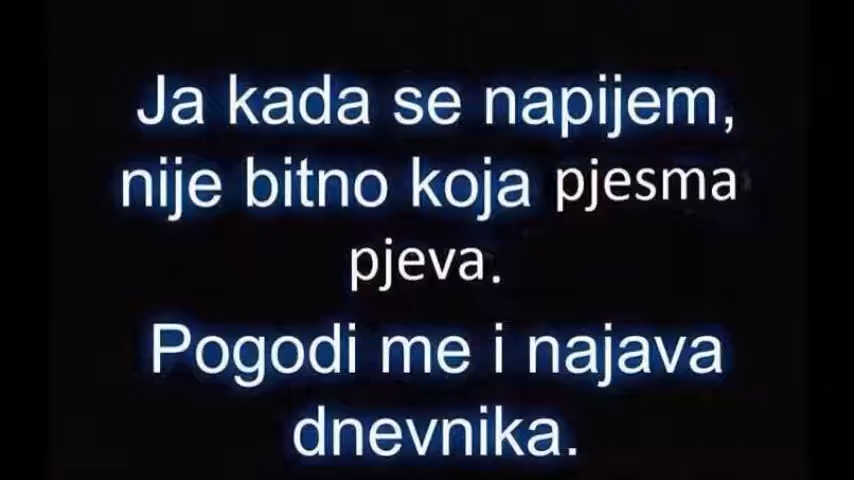 Ja kada se napijem,
nije bitno koja pjesma
pjeva.
Pogodi me i najava
dnevnika.